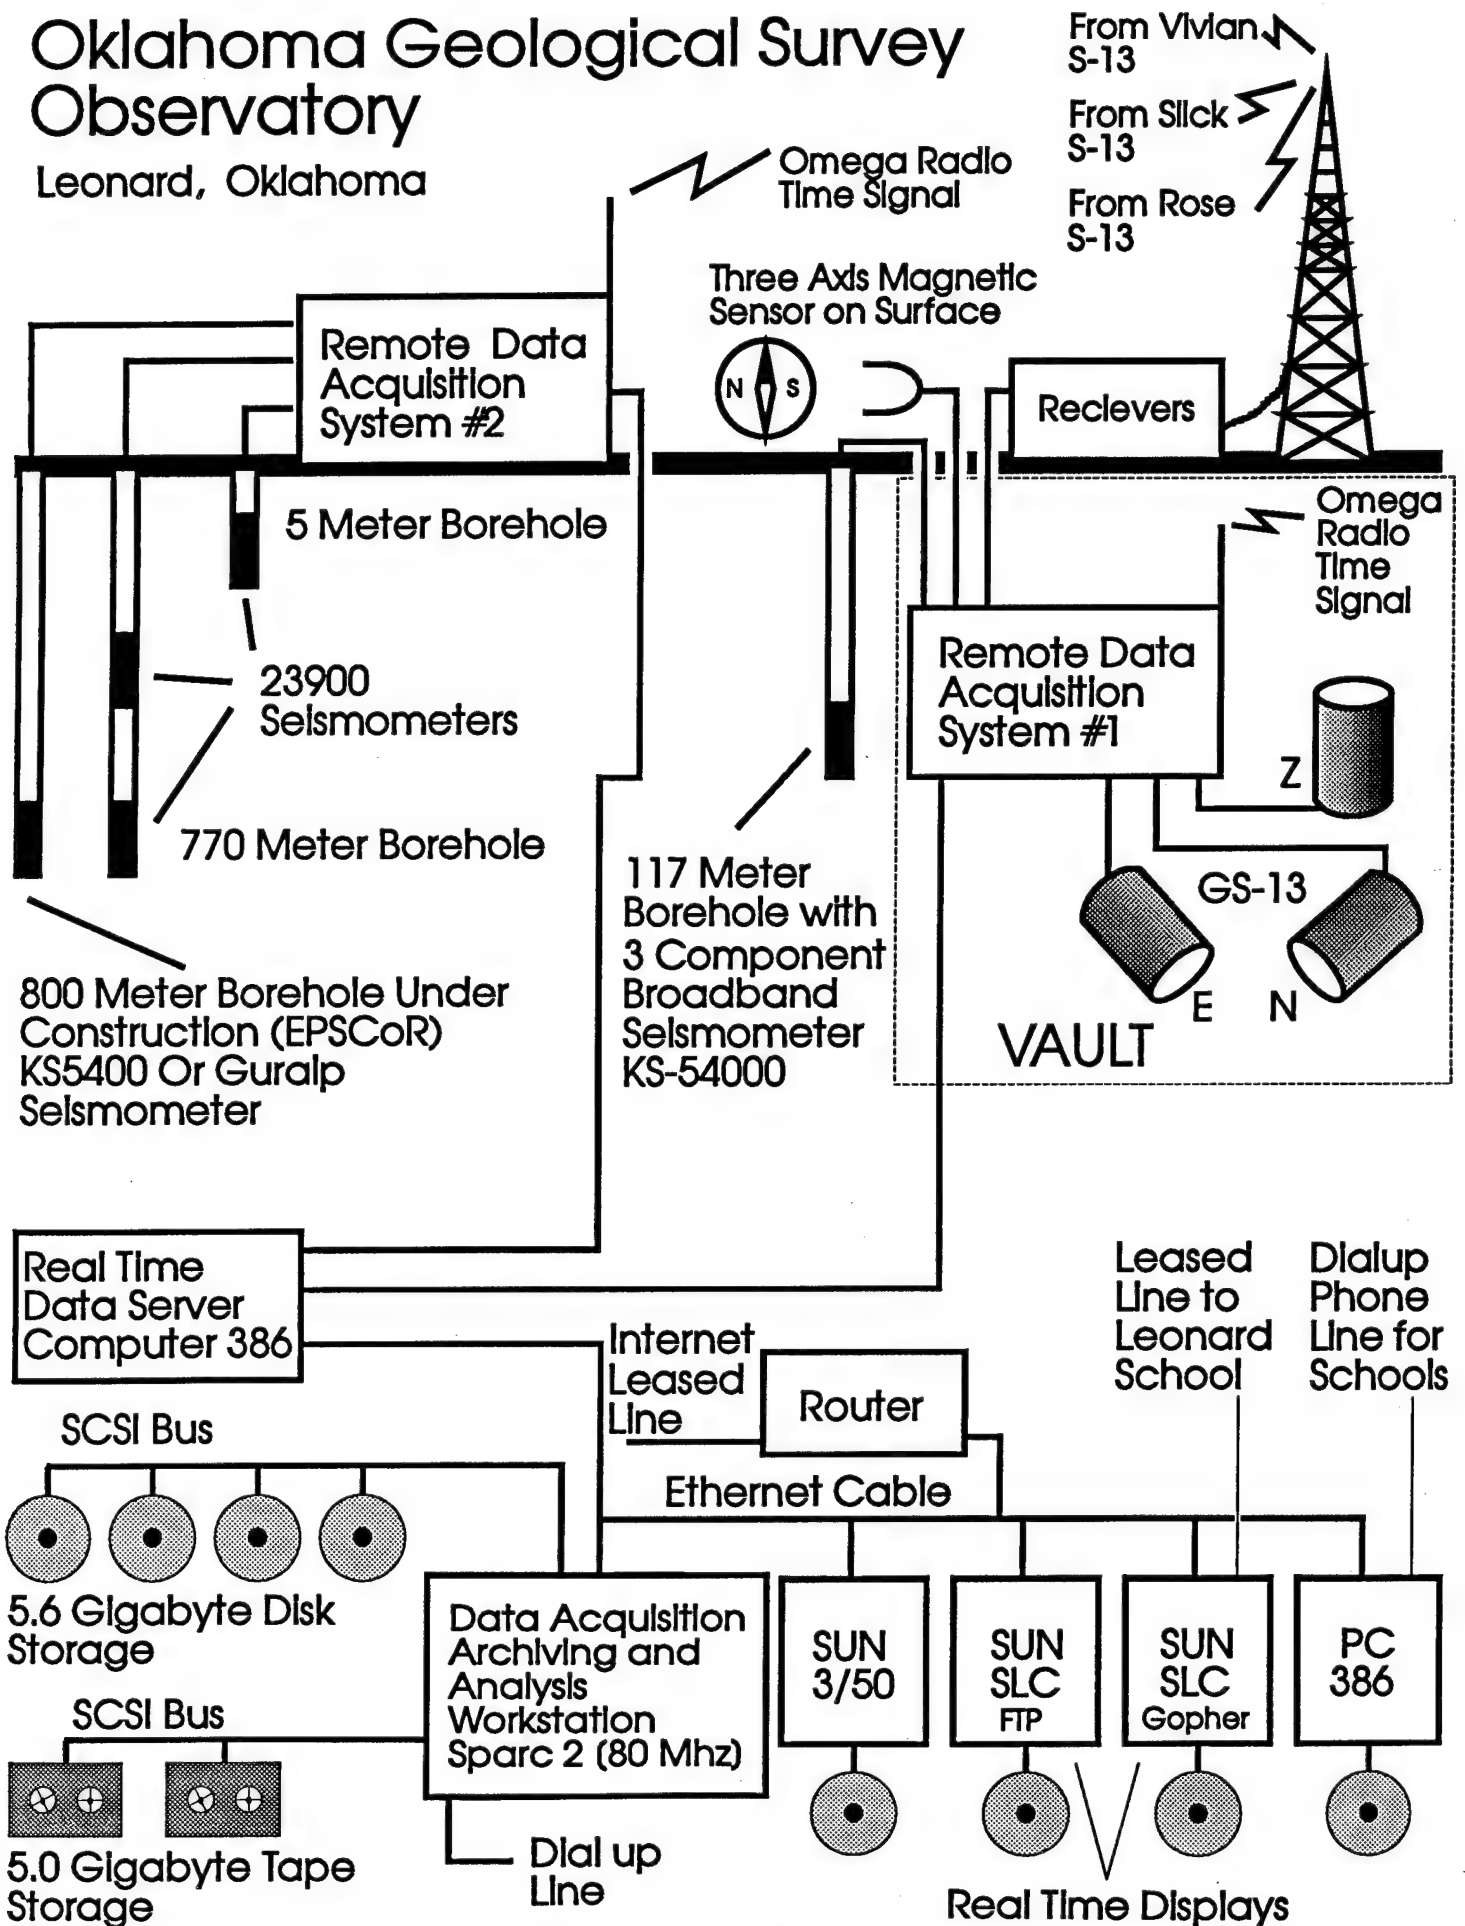 Oklahoma Geological Survey
Observatory
Leonard, Oklahoma
From Vivian
S-13
From Slick
S-13
From Rose
S-13
Omega Radio
Time Signal
Three Axis Magnetic
Sensor on Surface
N S
Remote Data
Acquisition
System #2
Recievers
5 Meter Borehole
Omega
Radio
Time
Signal
23900
Seismometers
Remote Data
Acquisition
System #1
Z
770 Meter Borehole
117 Meter
Borehole with
3 Component
Broadband
Seismometer
KS-54000
GS-13
E N
VAULT
800 Meter Borehole Under
Construction (EPSCoR)
KS5400 Or Guralp
Seismometer
Real Time
Data Server
Computer 386
Internet
Leased
Line
Router
Leased
Line to
Leonard
School
Dialup
Phone
Line for
Schools
SCSI Bus
Ethernet Cable
5.6 Gigabyte Disk
Storage
Data Acquisition
Archiving and
Analysis
Workstation
Sparc 2 (80 Mhz)
SUN
3/50
SUN
SLC
FTP
SUN
SLC
Gopher
PC
386
SCSI Bus
5.0 Gigabyte Tape
Storage
Dial up
Line
Real Time Displays